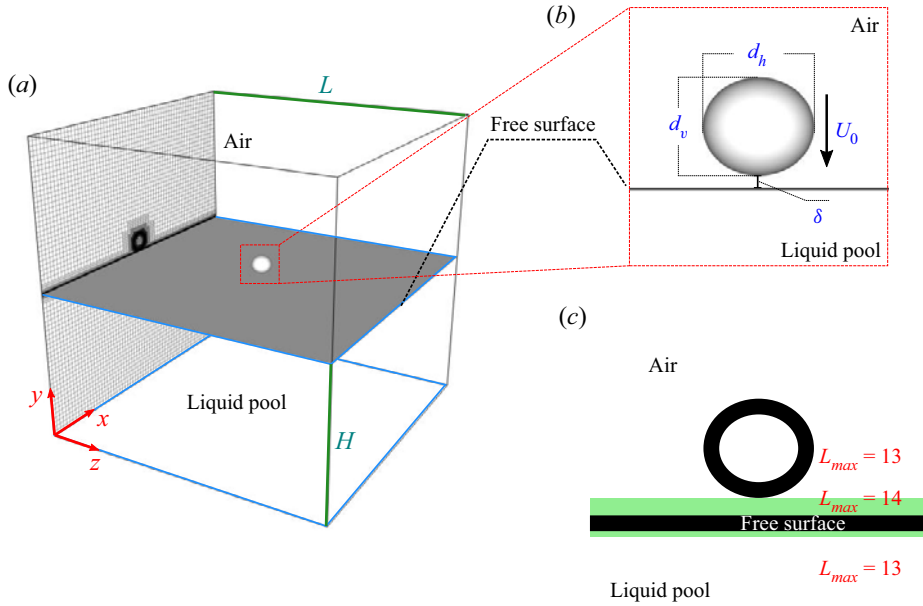 (a)
L
Air
Free surface
y
x
z
Liquid pool
H
(b)
Air
d_h
d_v
U_0
δ
Liquid pool
(c)
Air
L_max = 13
L_max = 14
Free surface
L_max = 13
Liquid pool